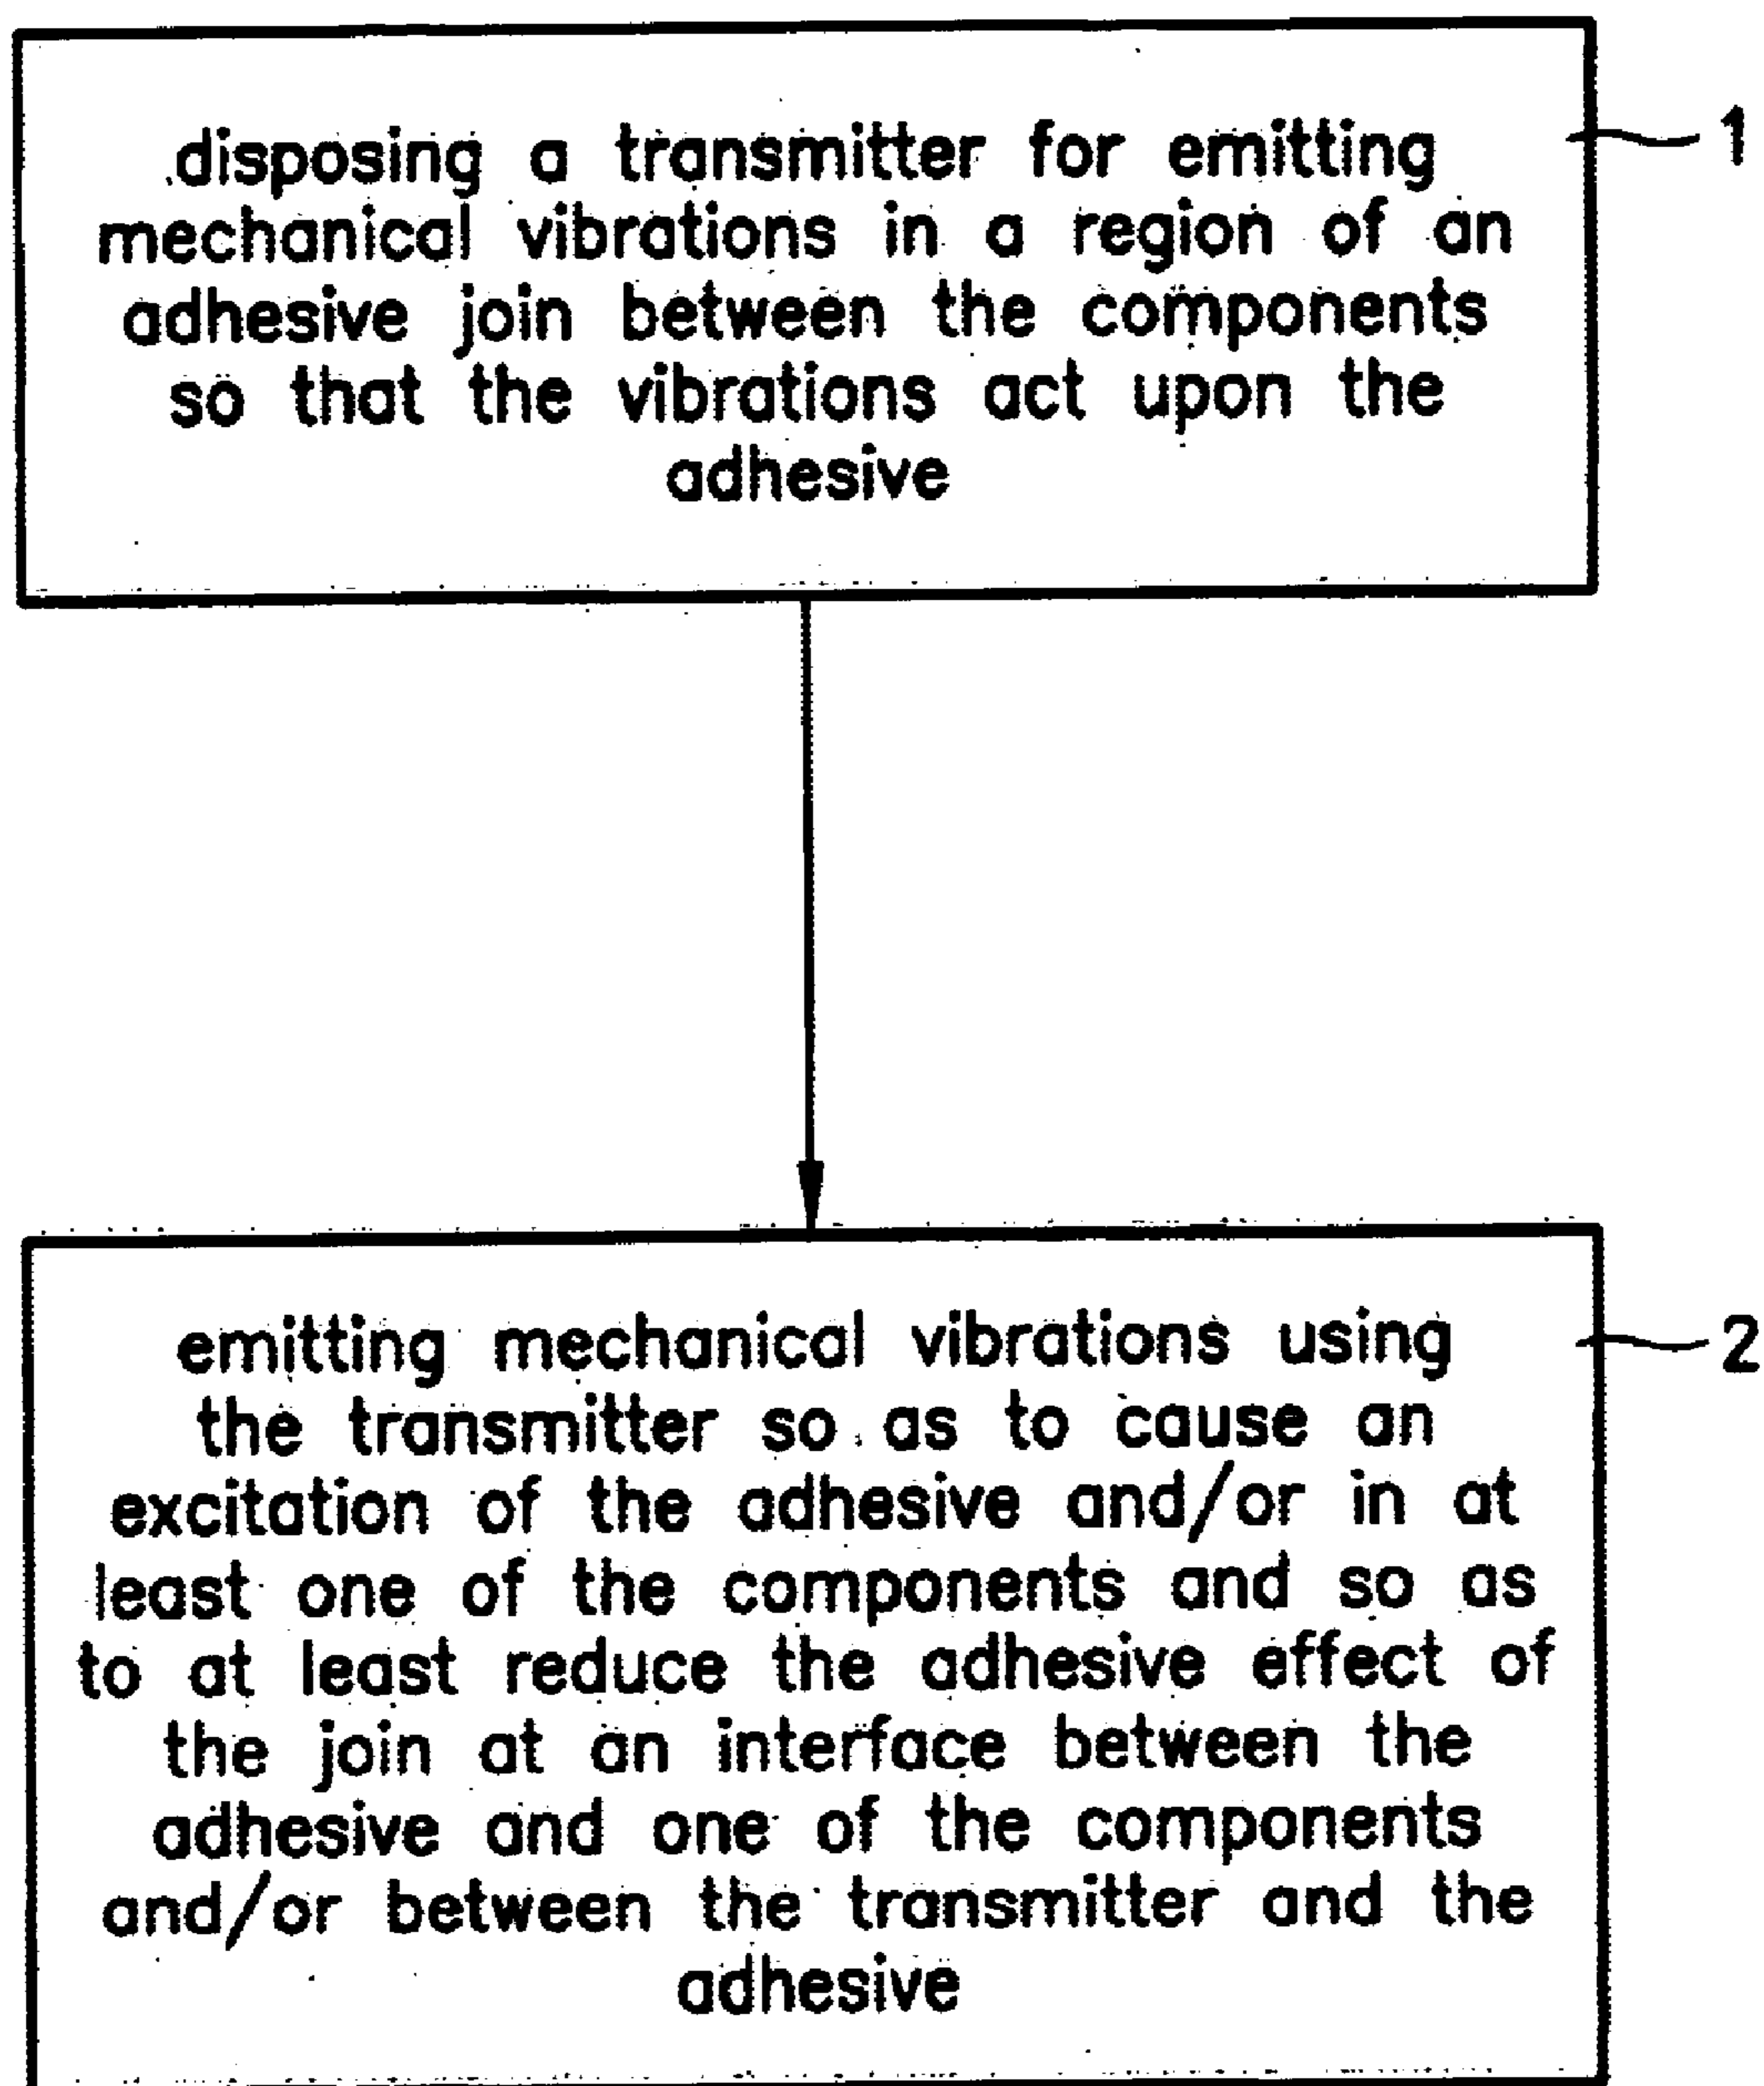 disposing a transmitter for emitting
mechanical vibrations in a region of an
adhesive join between the components
so that the vibrations act upon the
adhesive
1
emitting mechanical vibrations using
the transmitter so as to cause an
excitation of the adhesive and/or in at
least one of the components and so as
to at least reduce the adhesive effect of
the join at an interface between the
adhesive and one of the components
and/or between the transmitter and the
adhesive
2